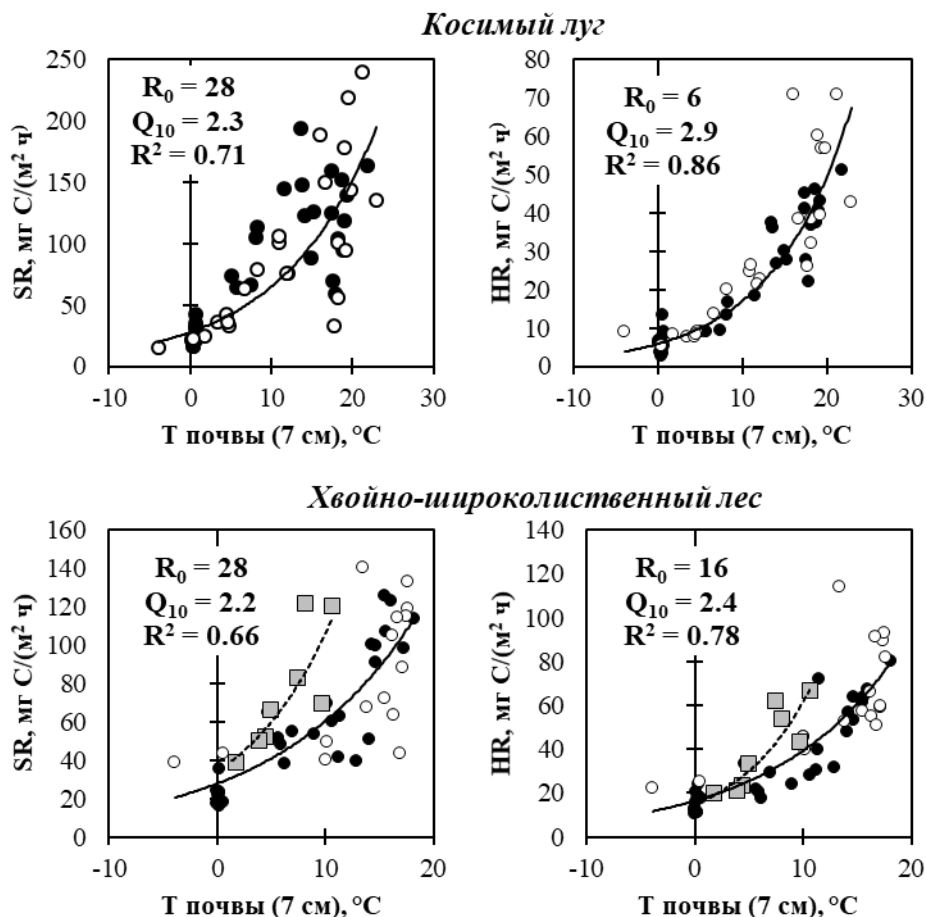 Косимый луг
250
200
150
100
50
0
SR, мг C/(м² ч)
R₀ = 28
Q₁₀ = 2.3
R² = 0.71
-10 0 10 20 30
T почвы (7 см), °C
80
70
60
50
40
30
20
10
0
HR, мг C/(м² ч)
R₀ = 6
Q₁₀ = 2.9
R² = 0.86
-10 0 10 20 30
T почвы (7 см), °C
Хвойно-широколиственный лес
160
140
120
100
80
60
40
20
0
SR, мг C/(м² ч)
R₀ = 28
Q₁₀ = 2.2
R² = 0.66
-10 0 10 20
T почвы (7 см), °C
140
120
100
80
60
40
20
0
HR, мг C/(м² ч)
R₀ = 16
Q₁₀ = 2.4
R² = 0.78
-10 0 10 20
T почвы (7 см), °C